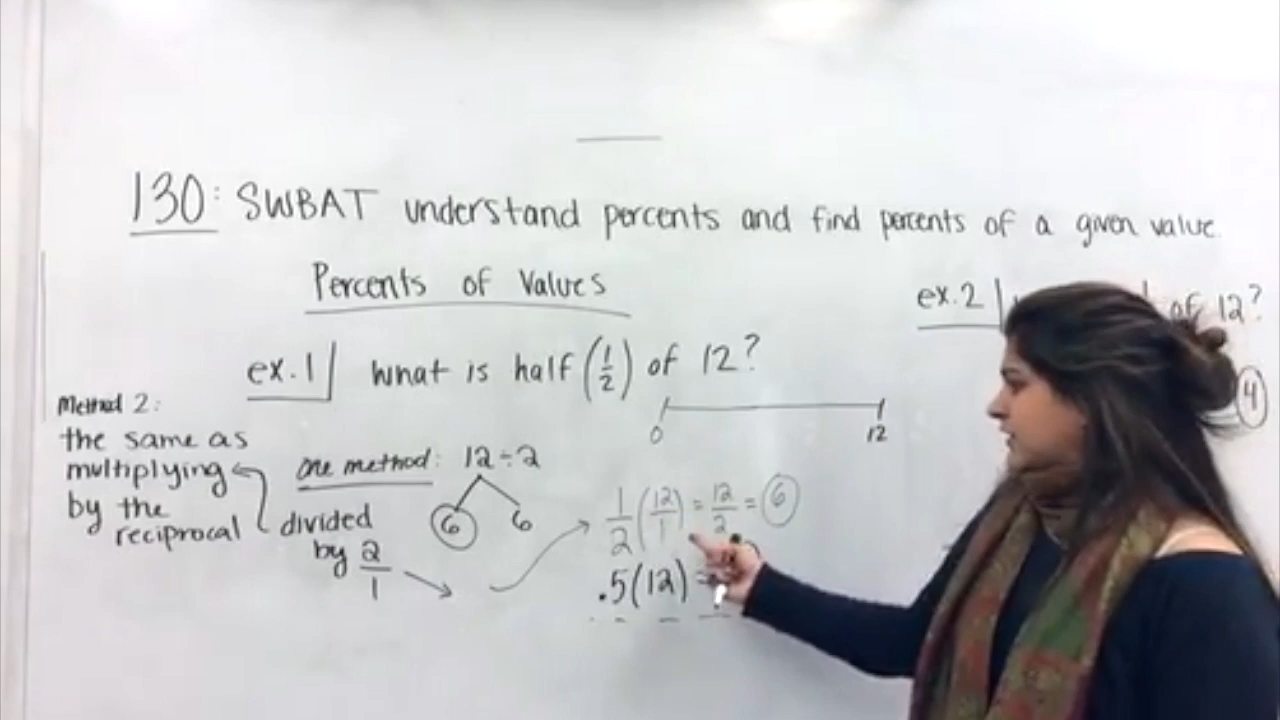 130: SWBAT understand percents and find percents of a given value.
Percents of Values
ex. 1 What is half (1/2) of 12?
0 12
Method 2:
the same as
multiplying
by the
reciprocal
one method: 12 ÷ 2
6 6
divided
by 2/1
1/2 (12/1) = 12/2 = 6
.5(12) =
ex. 2 of 12?
4